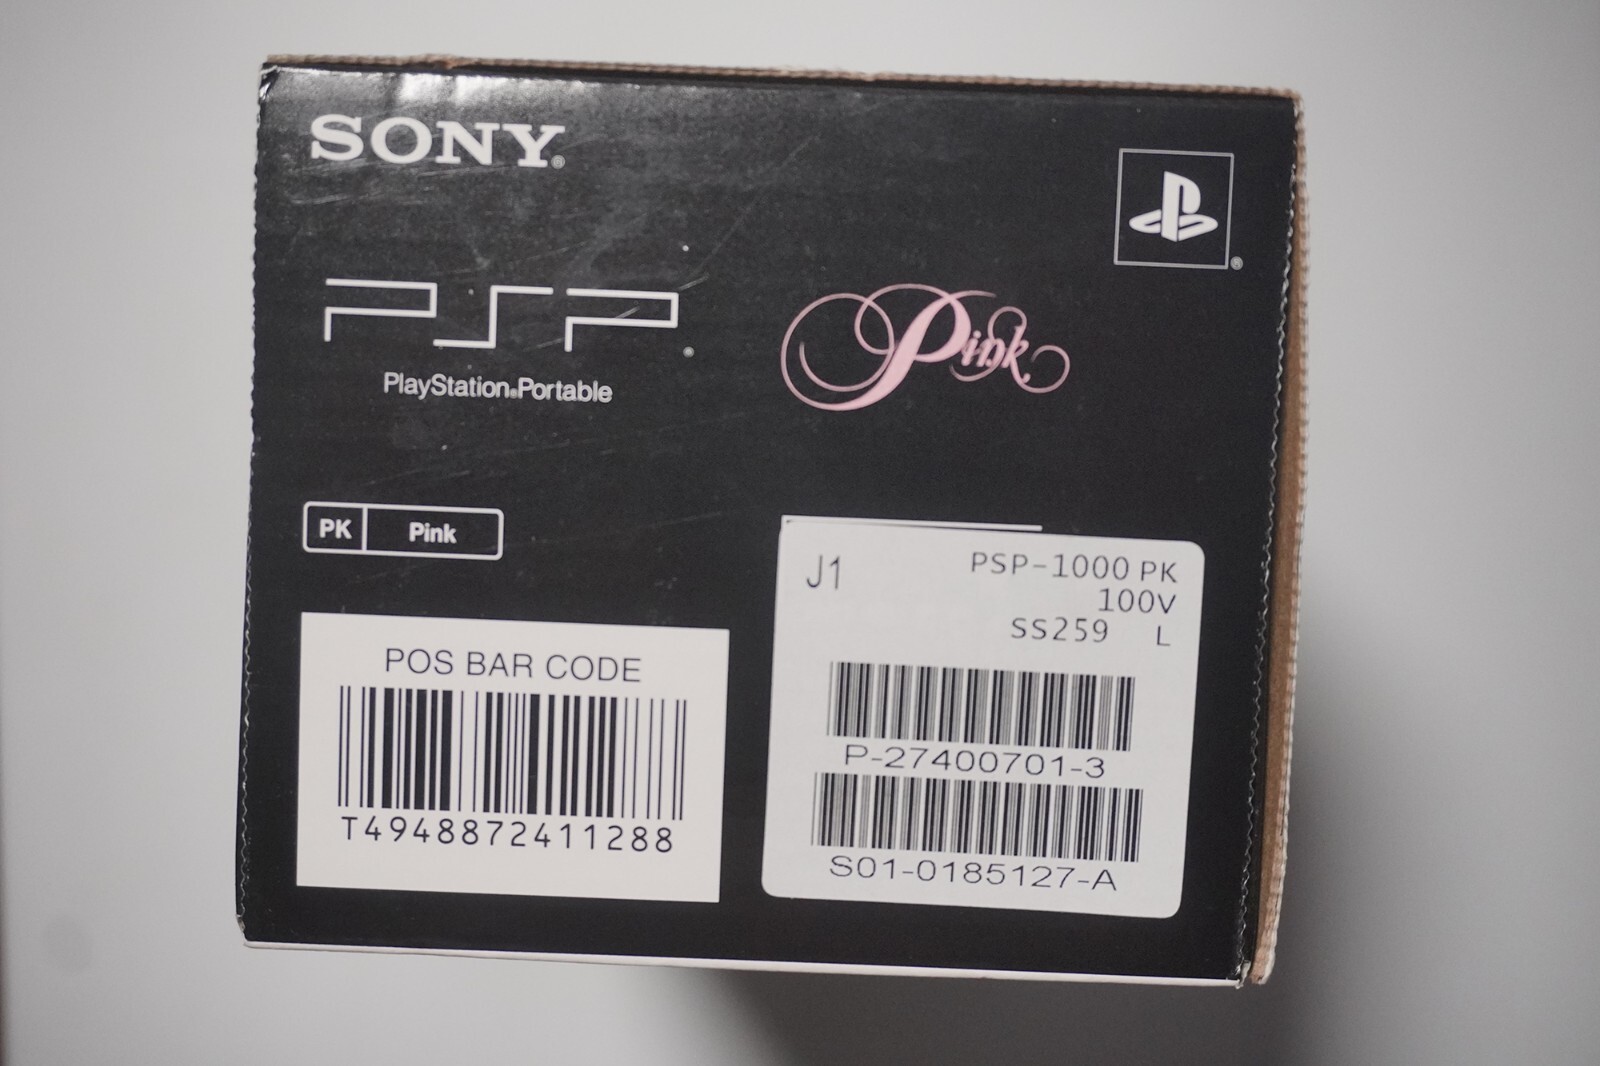 SONY®
PSP®
PlayStation®Portable
Pink
PK Pink
J1 PSP-1000 PK
100V
SS259 L
POS BAR CODE
T4948872411288
P-27400701-3
S01-0185127-A